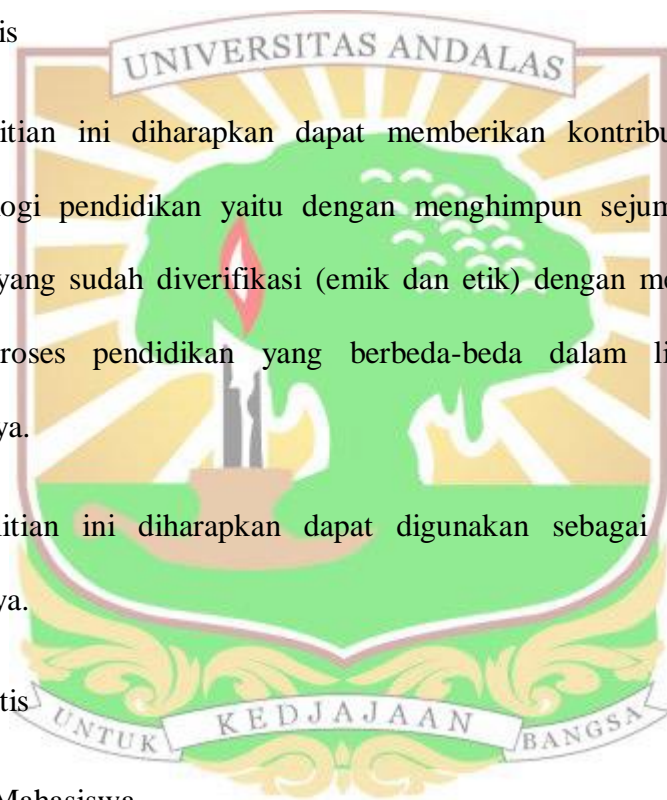 is
UNIVERSITAS ANDALAS
itian ini diharapkan dapat memberikan kontribu
ogi pendidikan yaitu dengan menghimpun sejum
yang sudah diverifikasi (emik dan etik) dengan me
roses pendidikan yang berbeda-beda dalam li
ya.
litian ini diharapkan dapat digunakan sebagai
ya.
tis
UNTUK KEDJAJAAN BANGSA
Mahasiswa